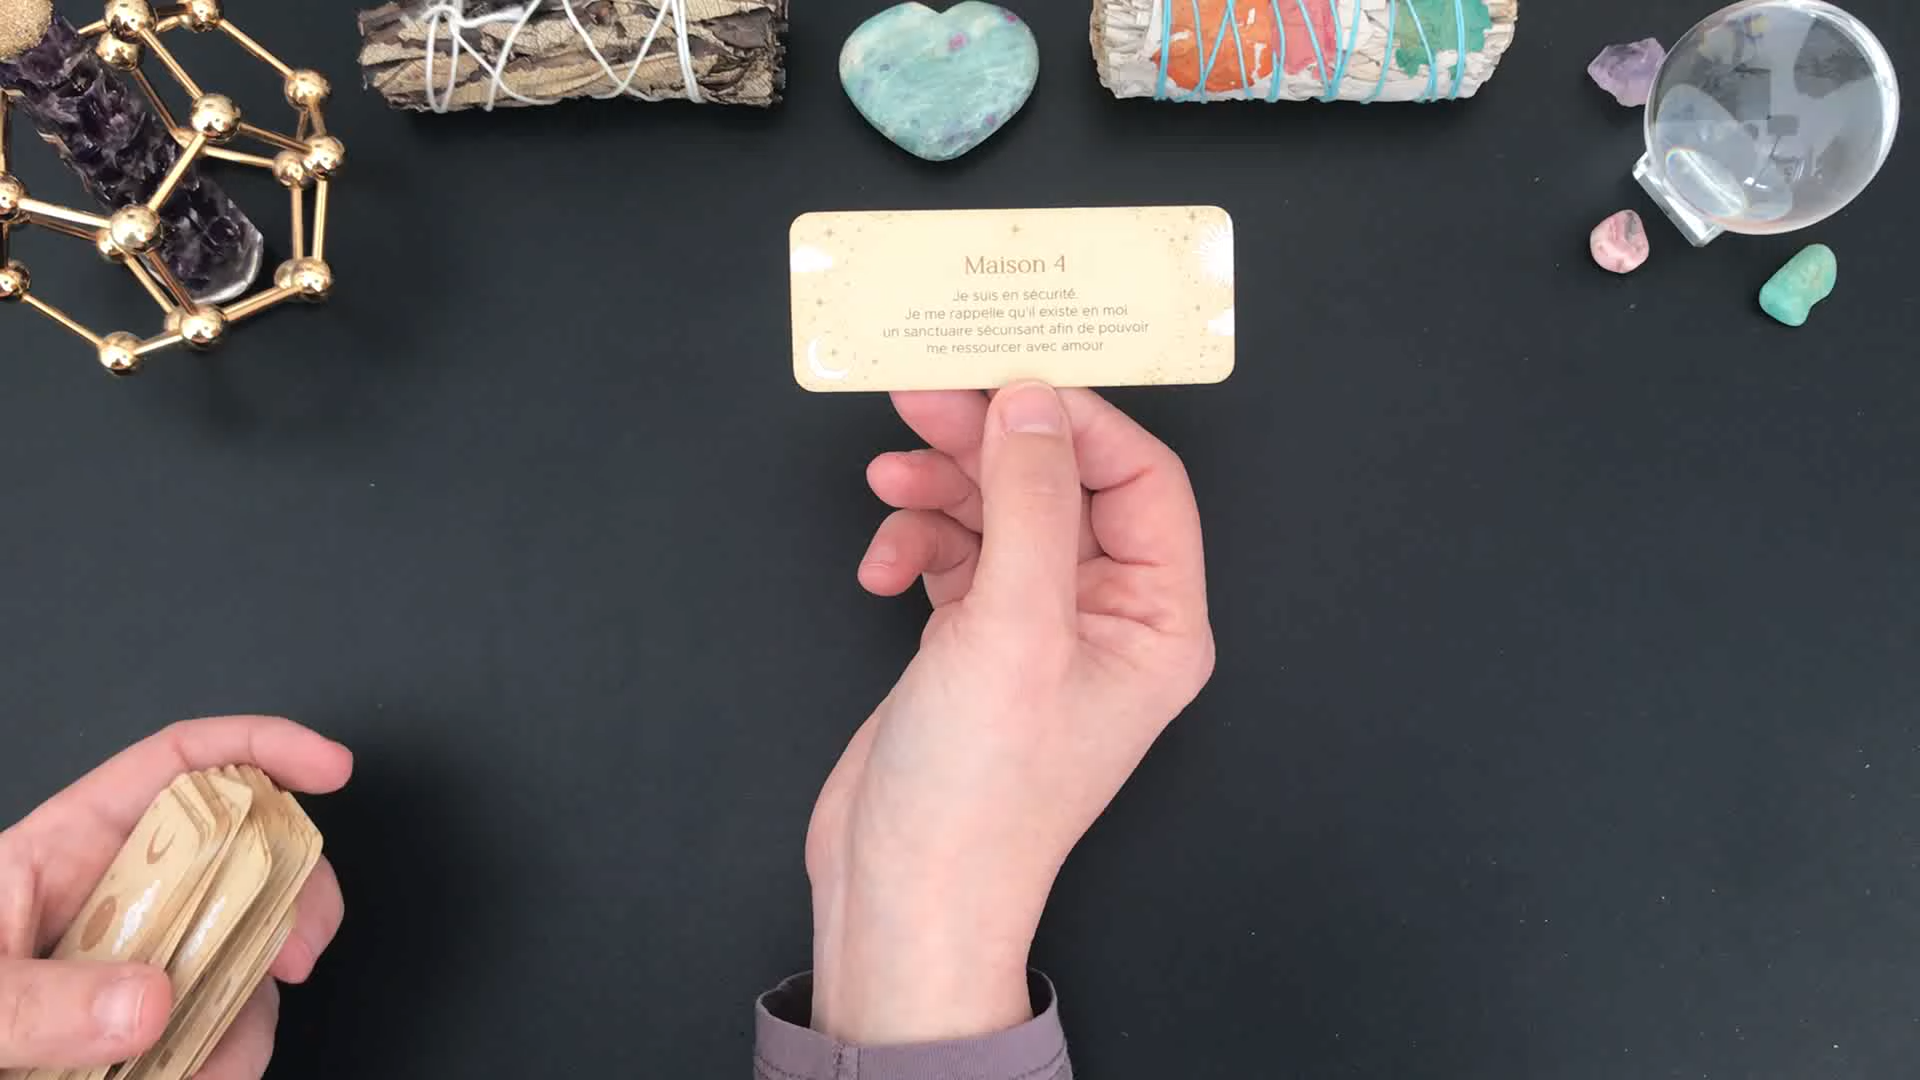 Maison 4
Je suis en sécurité.
Je me rappelle qu'il existe en moi
un sanctuaire sécurisant afin de pouvoir
me ressourcer avec amour